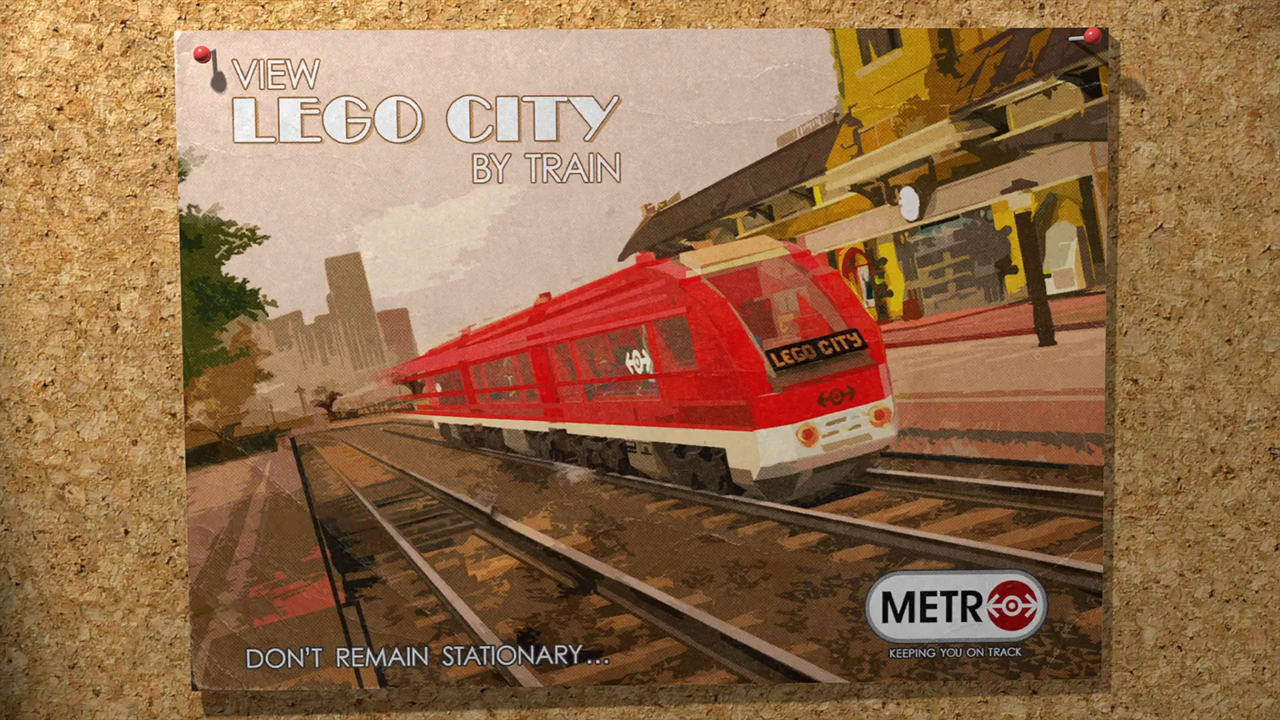 VIEW
LEGO CITY
BY TRAIN
LEGO CITY
METRO
KEEPING YOU ON TRACK
DON'T REMAIN STATIONARY...